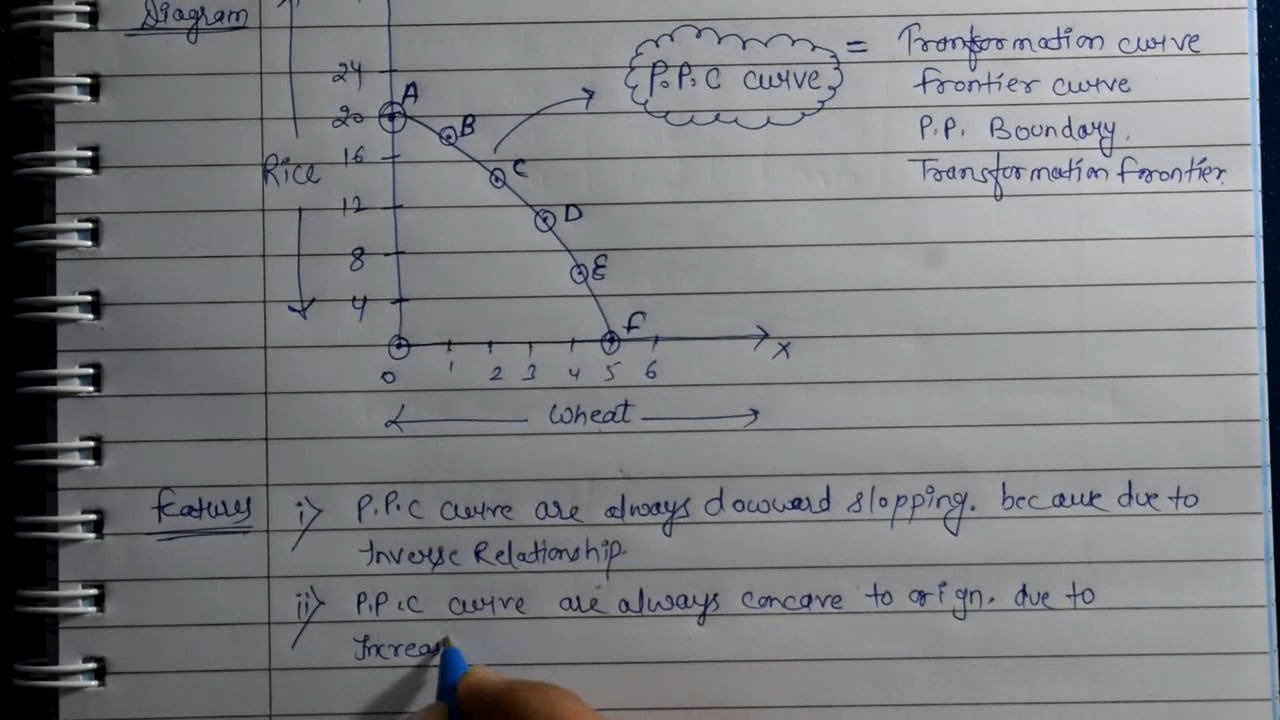 Diagram
24
A
20
B
16
C
Rice
12
D
8
E
4
F
X
0 1 2 3 4 5 6
Wheat
P.P.C curve = Transformation curve
frontier curve
P.P. Boundary.
Transformation frontier.
features i) P.P.C curve are always downward slopping. because due to
Inverse Relationship.
ii) P.P.C curve are always concave to orign. due to
Increas